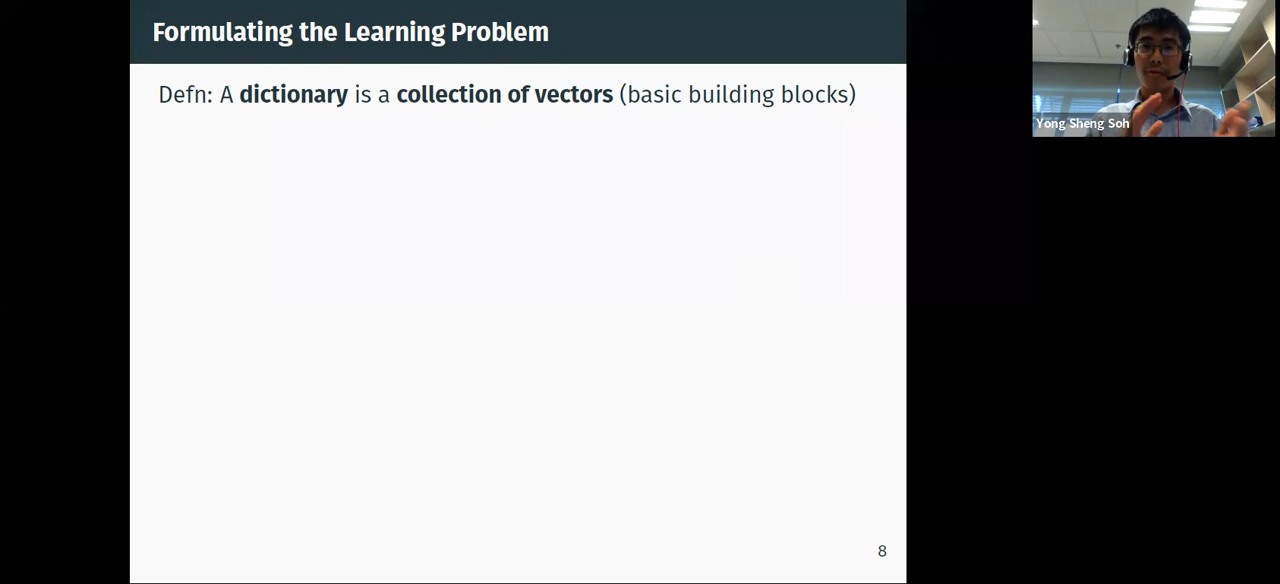 Formulating the Learning Problem
Defn: A dictionary is a collection of vectors (basic building blocks)
8
Yong Sheng Soh